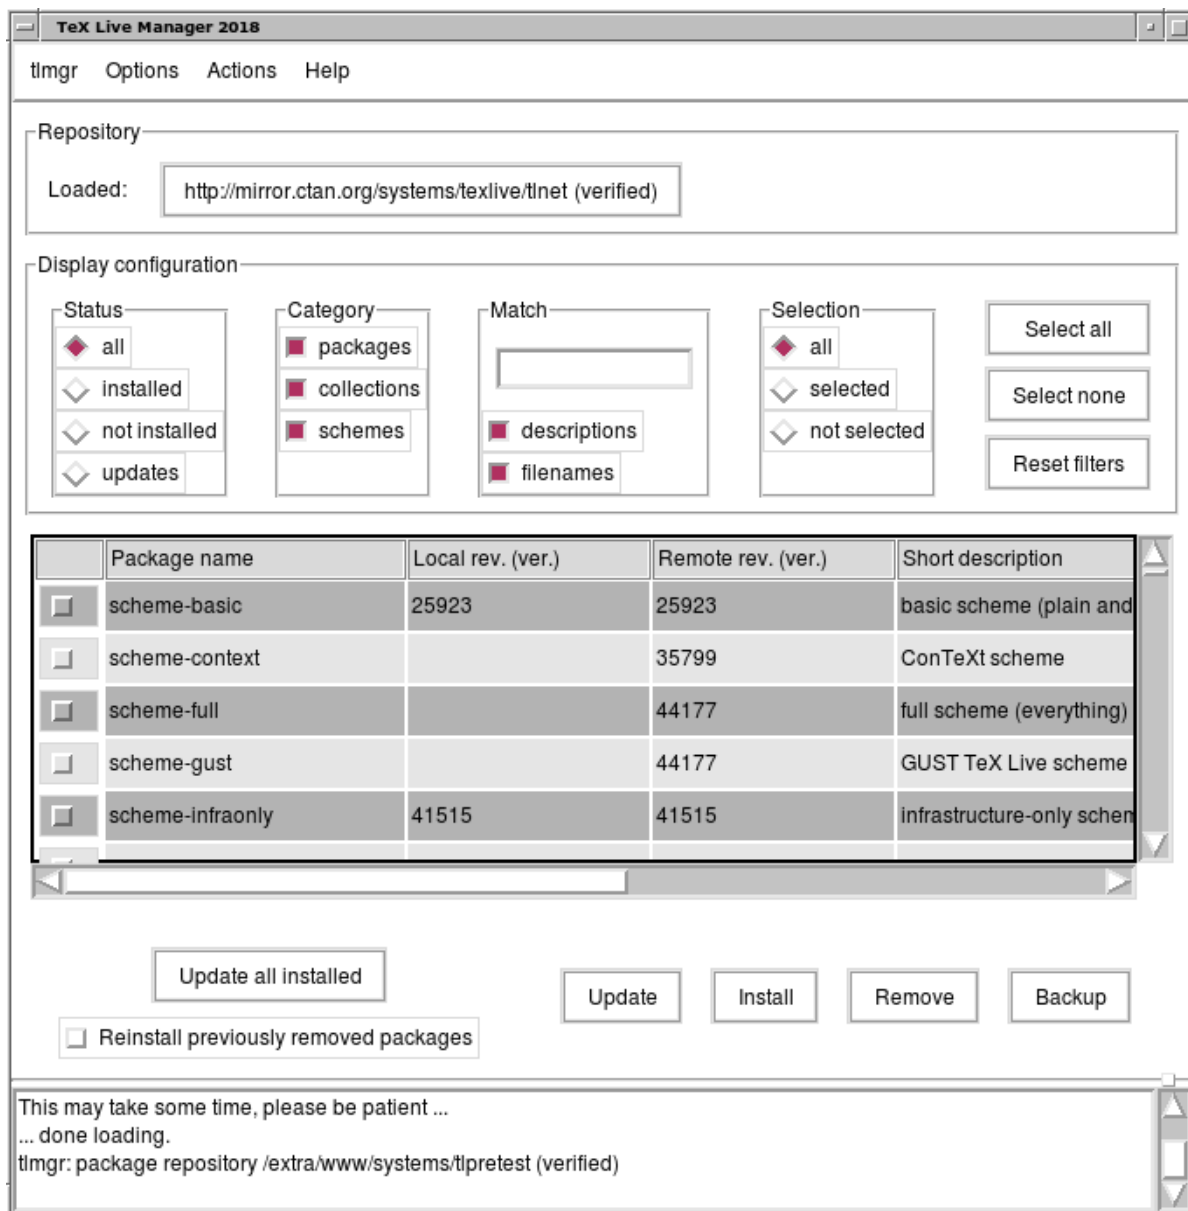 TeX Live Manager 2018
tlmgr Options Actions Help
Repository
Loaded: http://mirror.ctan.org/systems/texlive/tlnet (verified)
Display configuration
Status Category Match Selection
all packages all Select all
installed collections selected Select none
not installed schemes descriptions not selected
updates filenames Reset filters
Package name Local rev. (ver.) Remote rev. (ver.) Short description
scheme-basic 25923 25923 basic scheme (plain and
scheme-context 35799 ConTeXt scheme
scheme-full 44177 full scheme (everything)
scheme-gust 44177 GUST TeX Live scheme
scheme-infraonly 41515 41515 infrastructure-only schem
Update all installed
Update Install Remove Backup
Reinstall previously removed packages
This may take some time, please be patient ...
... done loading.
tlmgr: package repository /extra/www/systems/tlpretest (verified)